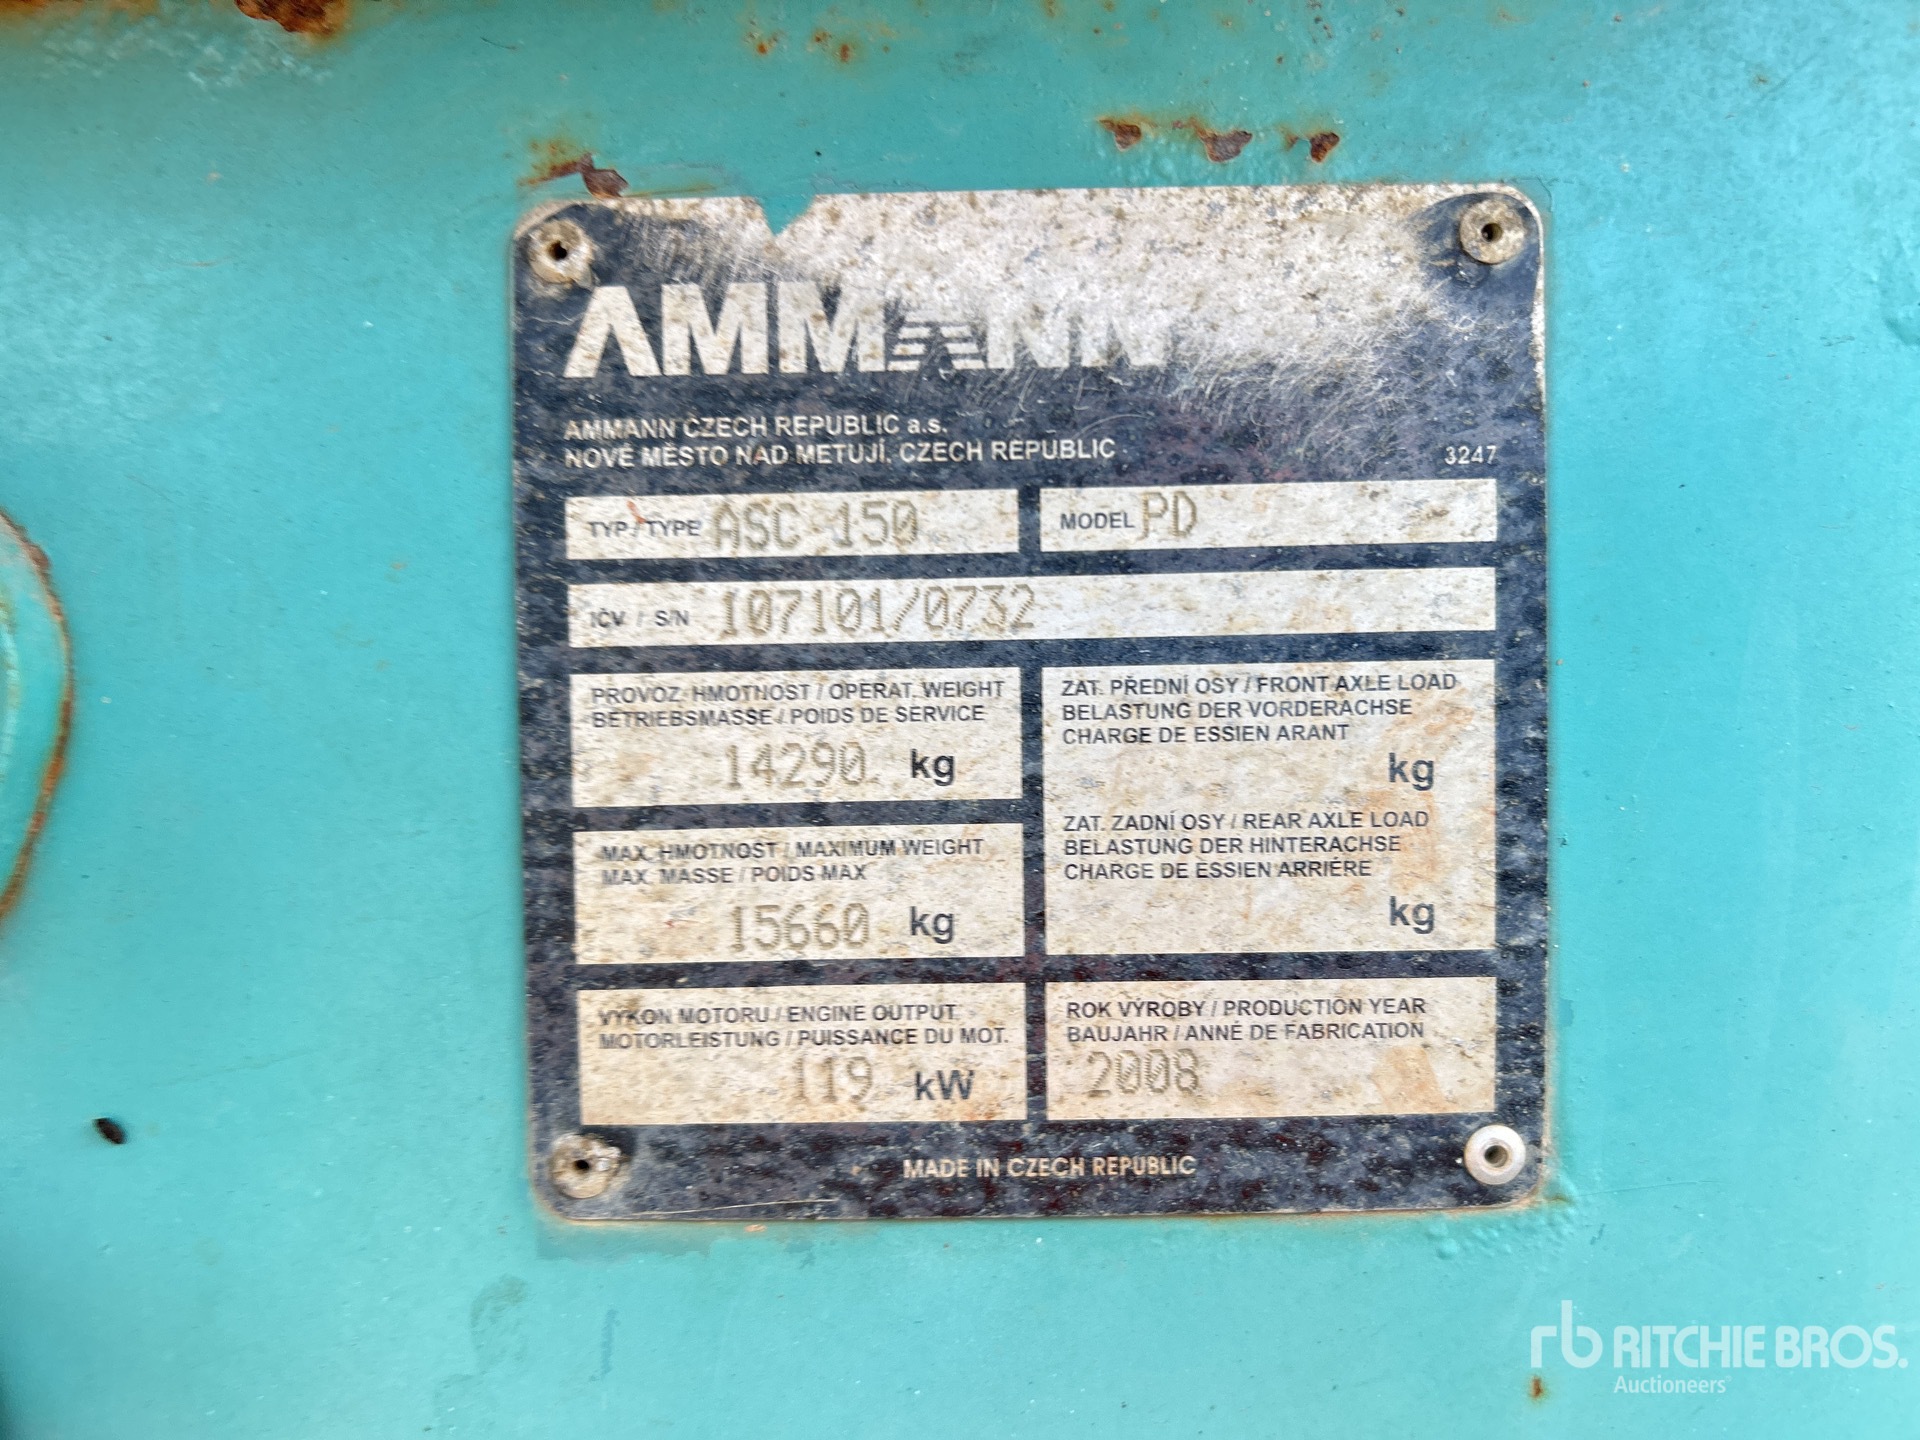 AMMANN
AMMANN CZECH REPUBLIC a.s.
NOVÉ MĚSTO NAD METUJÍ, CZECH REPUBLIC
3247
TYP / TYPE ASC 150
MODEL PD
IČV / S/N 107101/0732
PROVOZ. HMOTNOST / OPERAT. WEIGHT
BETRIEBSMASSE / POIDS DE SERVICE
14290 kg
ZAT. PŘEDNÍ OSY / FRONT AXLE LOAD
BELASTUNG DER VORDERACHSE
CHARGE DE ESSIEN ARANT
kg
MAX. HMOTNOST / MAXIMUM WEIGHT
MAX. MASSE / POIDS MAX
15660 kg
ZAT. ZADNÍ OSY / REAR AXLE LOAD
BELASTUNG DER HINTERACHSE
CHARGE DE ESSIEN ARRIÉRE
kg
VÝKON MOTORU / ENGINE OUTPUT
MOTORLEISTUNG / PUISSANCE DU MOT.
119 kW
ROK VÝROBY / PRODUCTION YEAR
BAUJAHR / ANNÉ DE FABRICATION
2008
MADE IN CZECH REPUBLIC
rb RITCHIE BROS.
Auctioneers